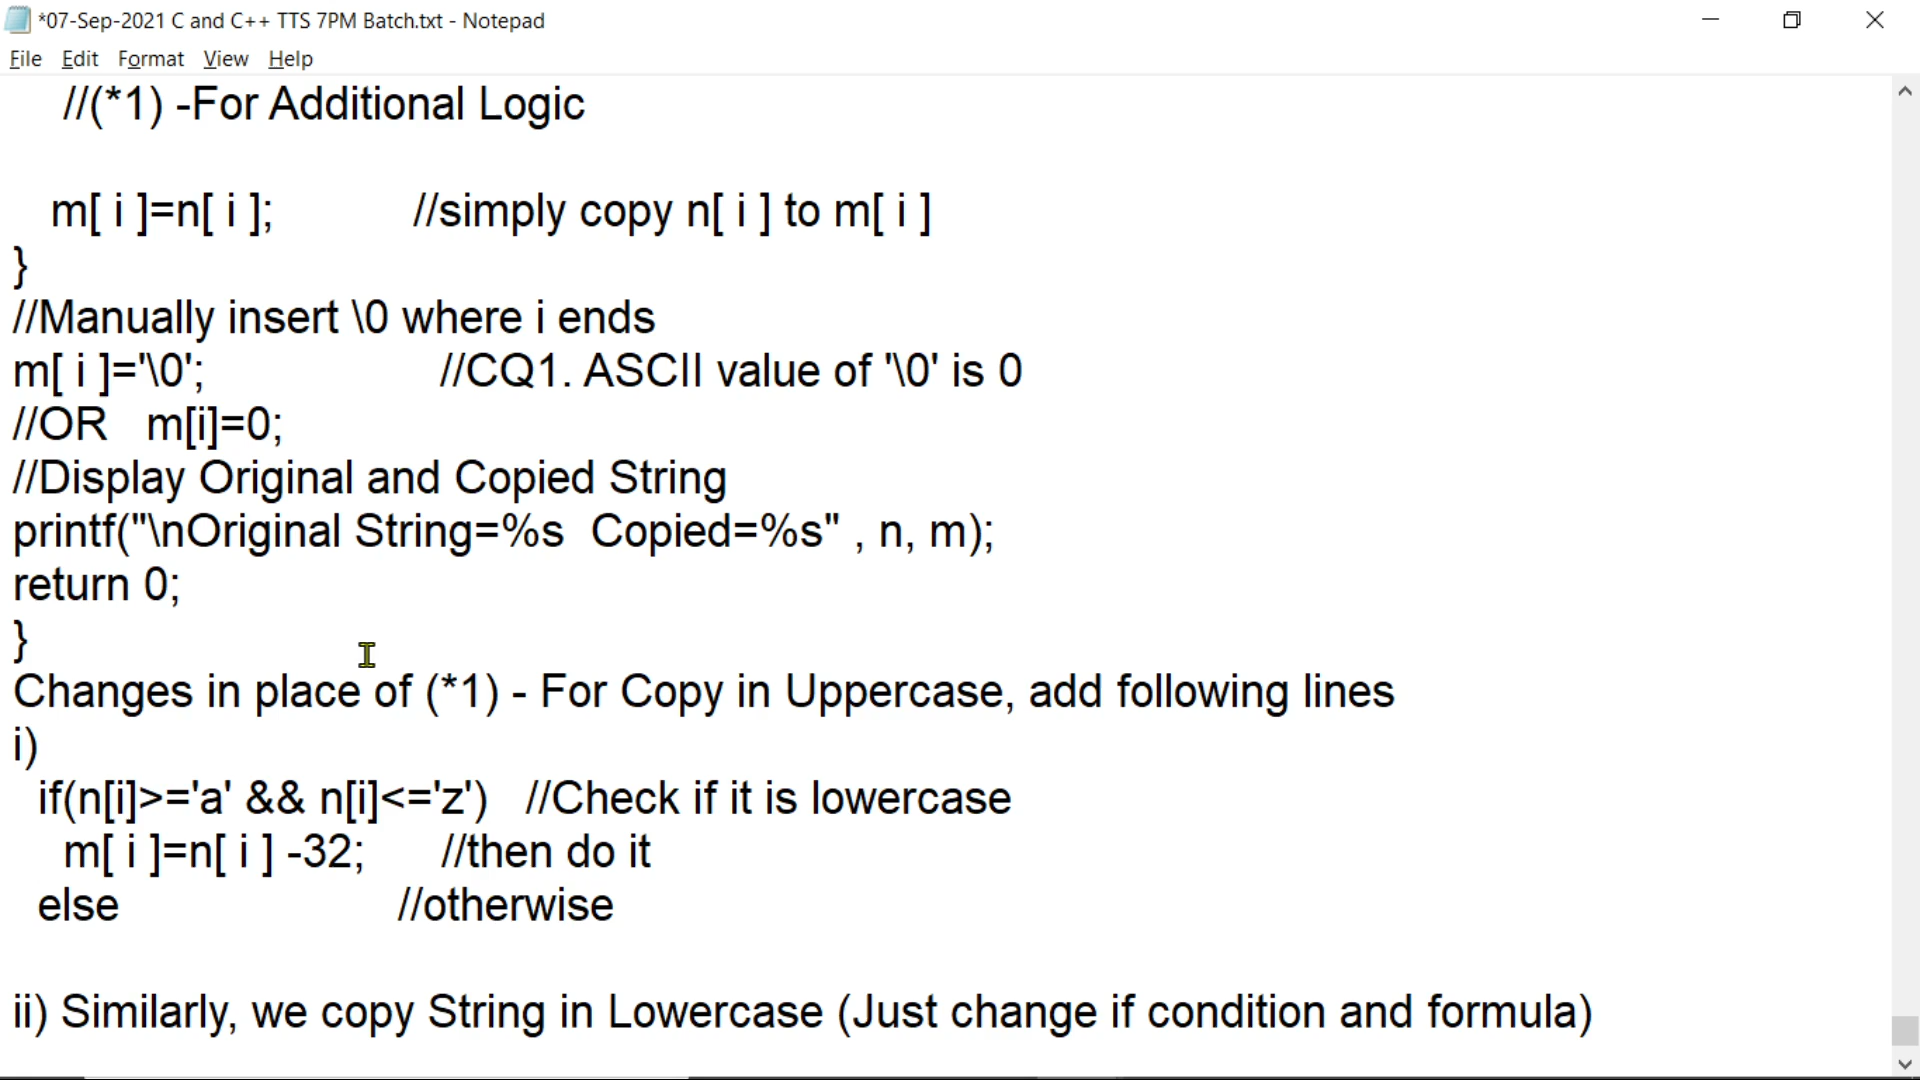 *07-Sep-2021 C and C++ TTS 7PM Batch.txt - Notepad
File Edit Format View Help
//(*1) -For Additional Logic
m[ i ]=n[ i ]; //simply copy n[ i ] to m[ i ]
}
//Manually insert \0 where i ends
m[ i ]='\0'; //CQ1. ASCII value of '\0' is 0
//OR m[i]=0;
//Display Original and Copied String
printf("\nOriginal String=%s Copied=%s" , n, m);
return 0;
}
Changes in place of (*1) - For Copy in Uppercase, add following lines
i)
if(n[i]>='a' && n[i]<='z') //Check if it is lowercase
m[ i ]=n[ i ] -32; //then do it
else //otherwise
ii) Similarly, we copy String in Lowercase (Just change if condition and formula)